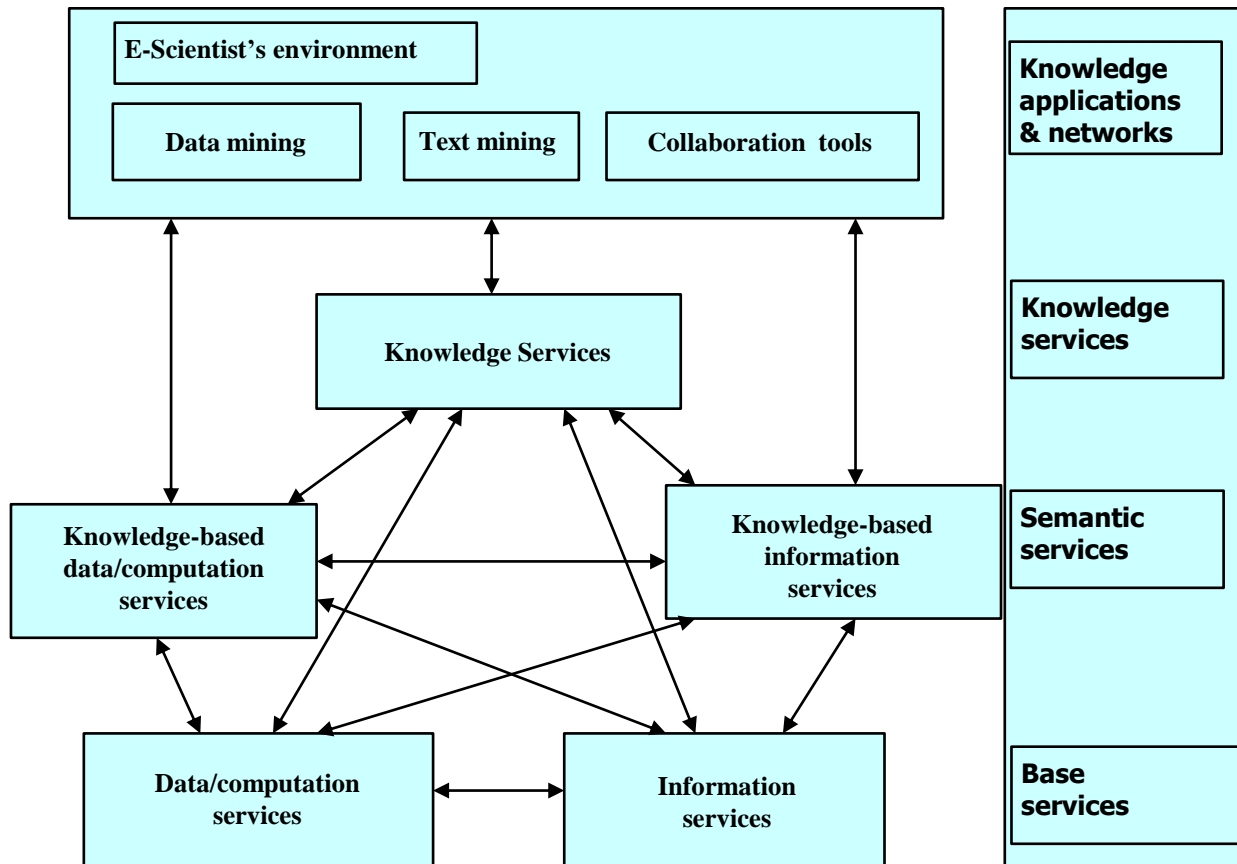 E-Scientist’s environment
Data mining
Text mining
Collaboration tools
Knowledge Services
Knowledge-based
data/computation
services
Knowledge-based
information
services
Data/computation
services
Information
services
Knowledge
applications
& networks
Knowledge
services
Semantic
services
Base
services